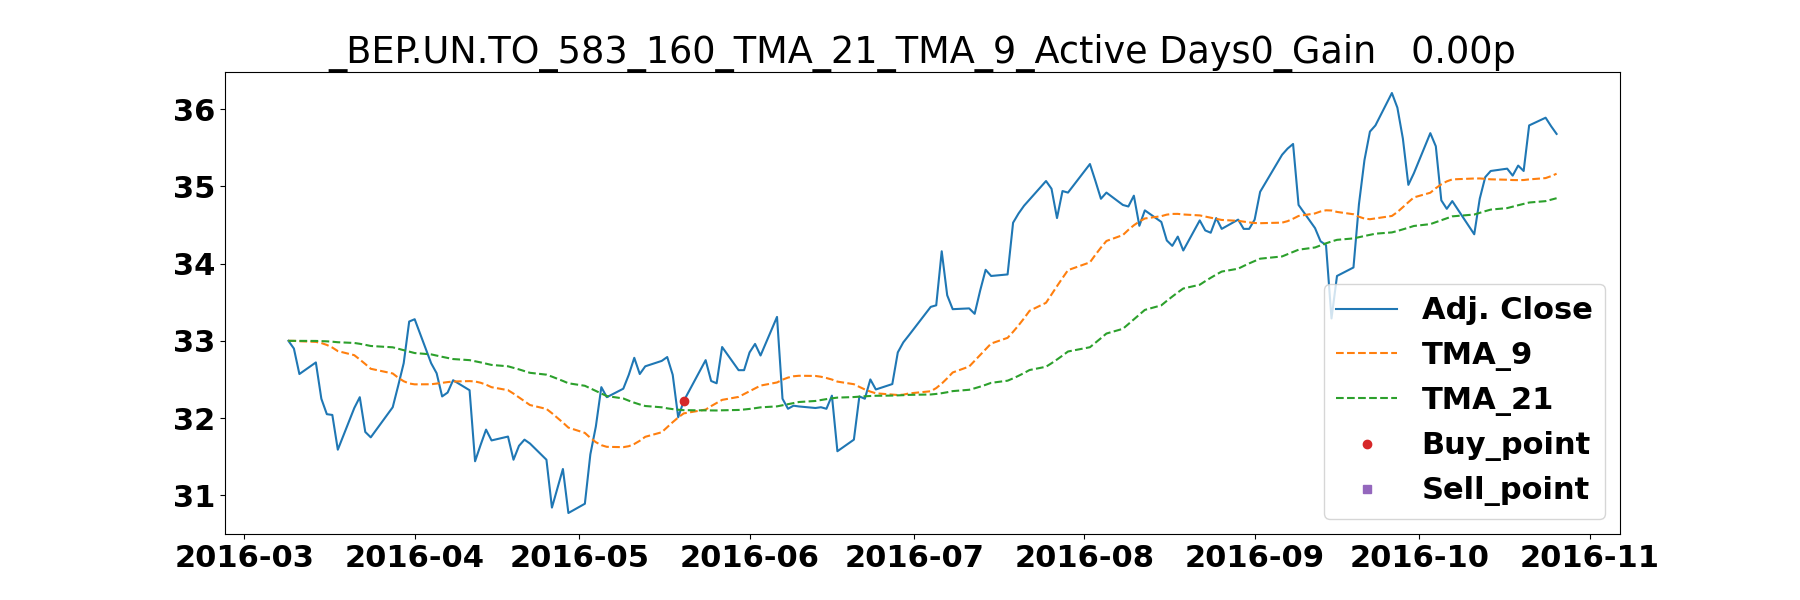 _BEP.UN.TO_583_160_TMA_21_TMA_9_Active Days0_Gain   0.00p
36
35
34
33
32
31
Adj. Close
TMA_9
TMA_21
Buy_point
Sell_point
2016-03 2016-04 2016-05 2016-06 2016-07 2016-08 2016-09 2016-10 2016-11